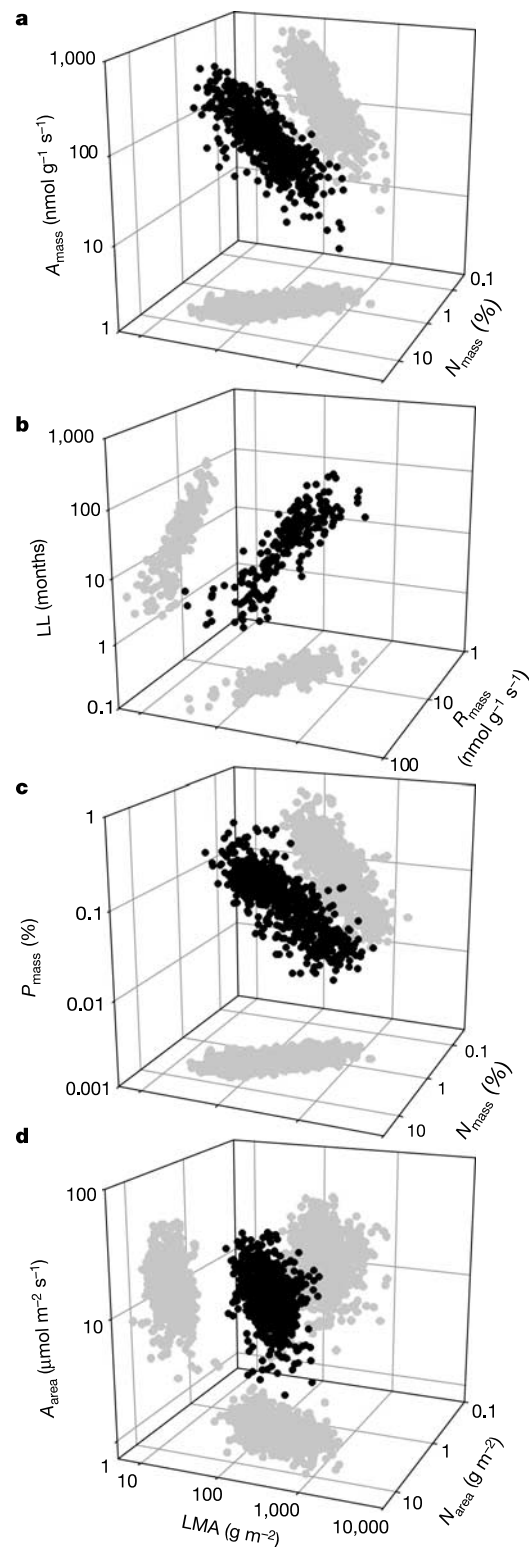 a
1,000
100
10
1
A_mass (nmol g⁻¹ s⁻¹)
0.1
1
10
N_mass (%)
b
1,000
100
10
1
0.1
LL (months)
1
10
100
R_mass
(nmol g⁻¹ s⁻¹)
c
1
0.1
0.01
0.001
P_mass (%)
0.1
1
10
N_mass (%)
d
100
10
1
A_area (μmol m⁻² s⁻¹)
0.1
1
10
N_area (g m⁻²)
10
100
1,000
10,000
LMA (g m⁻²)